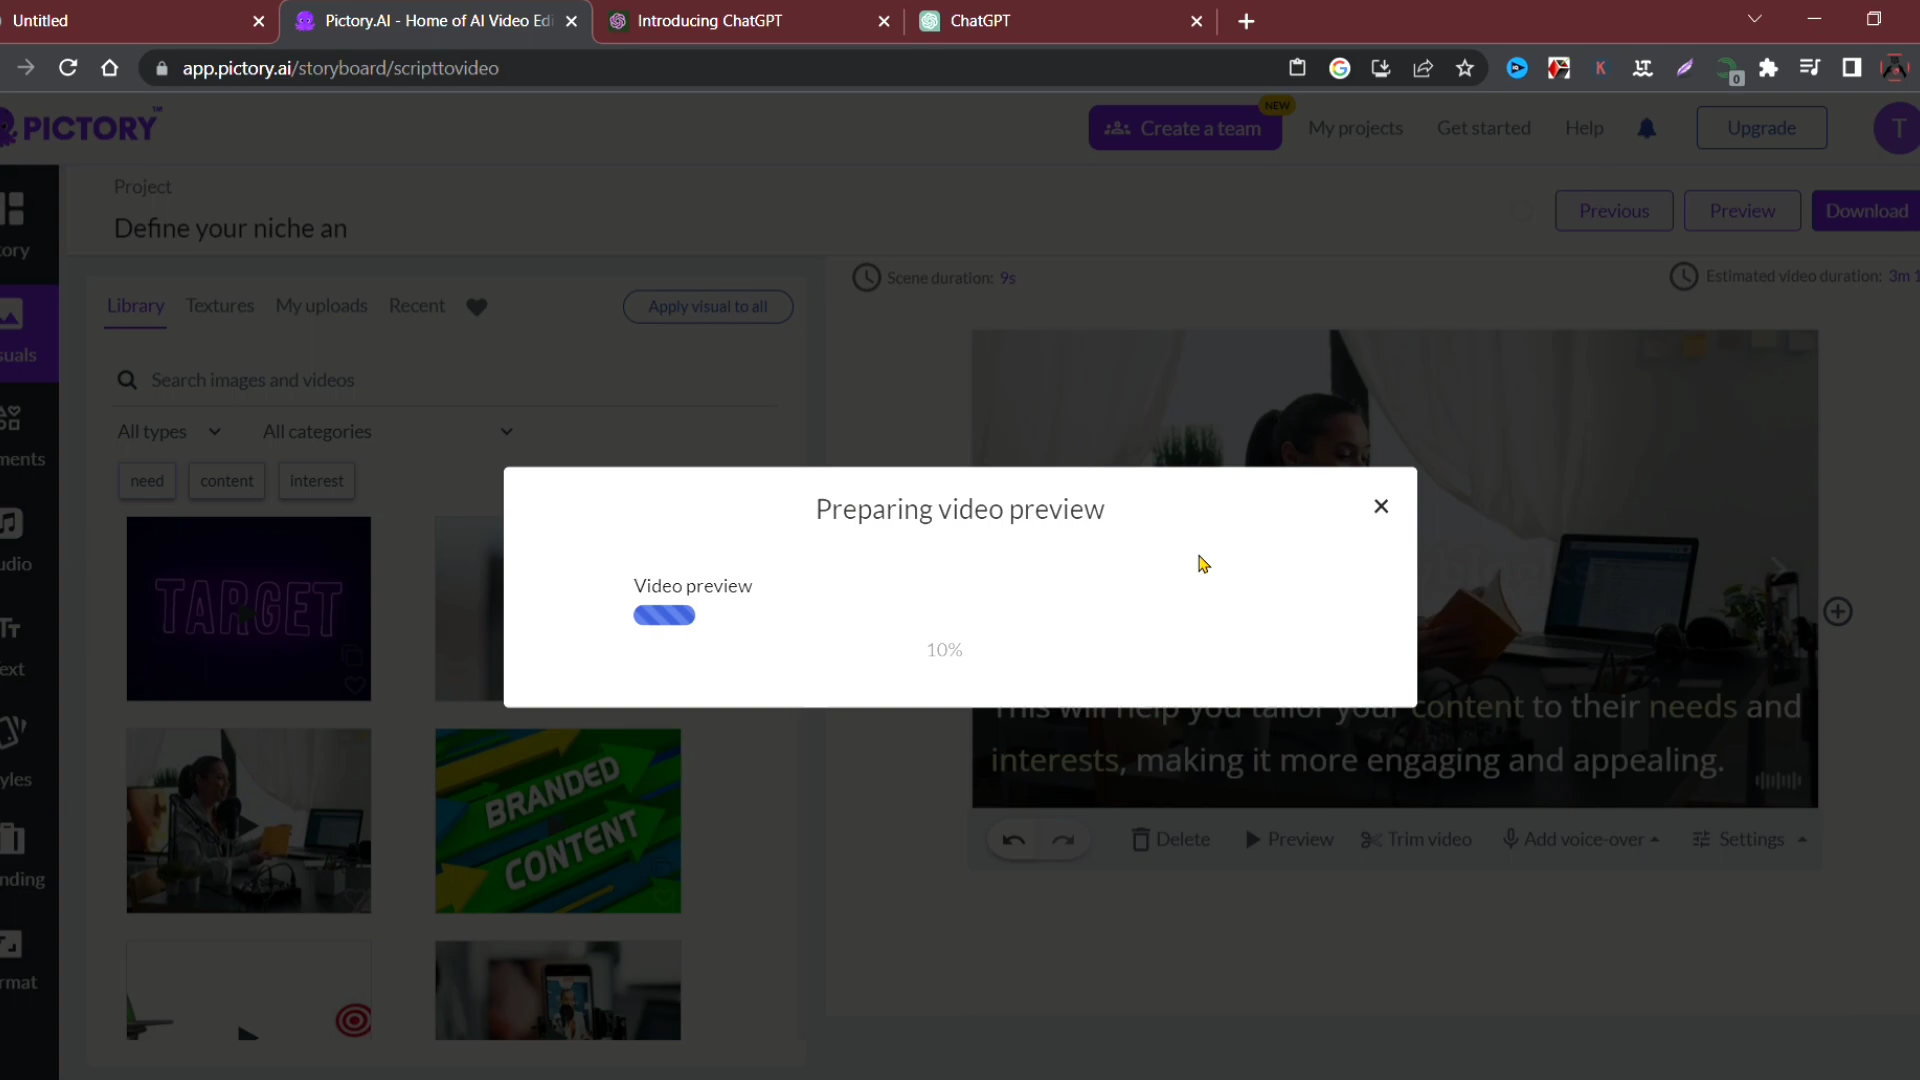 Untitled
Pictory.AI - Home of AI Video Edi
Introducing ChatGPT
ChatGPT
app.pictory.ai/storyboard/scripttovideo
0
PICTORY™
Create a team
NEW
My projects
Get started
Help
Upgrade
T
Project
Define your niche an
Previous
Preview
Download
ory
suals
ments
udio
Tt
ext
yles
nding
rmat
Library
Textures
My uploads
Recent
Apply visual to all
Scene duration: 9s
Estimated video duration: 3m 1
Search images and videos
All types
All categories
need
content
interest
Preparing video preview
Video preview
10%
TARGET
BRANDED
CONTENT
This will help you tailor your content to their needs and
interests, making it more engaging and appealing.
Delete
Preview
Trim video
Add voice-over
Settings